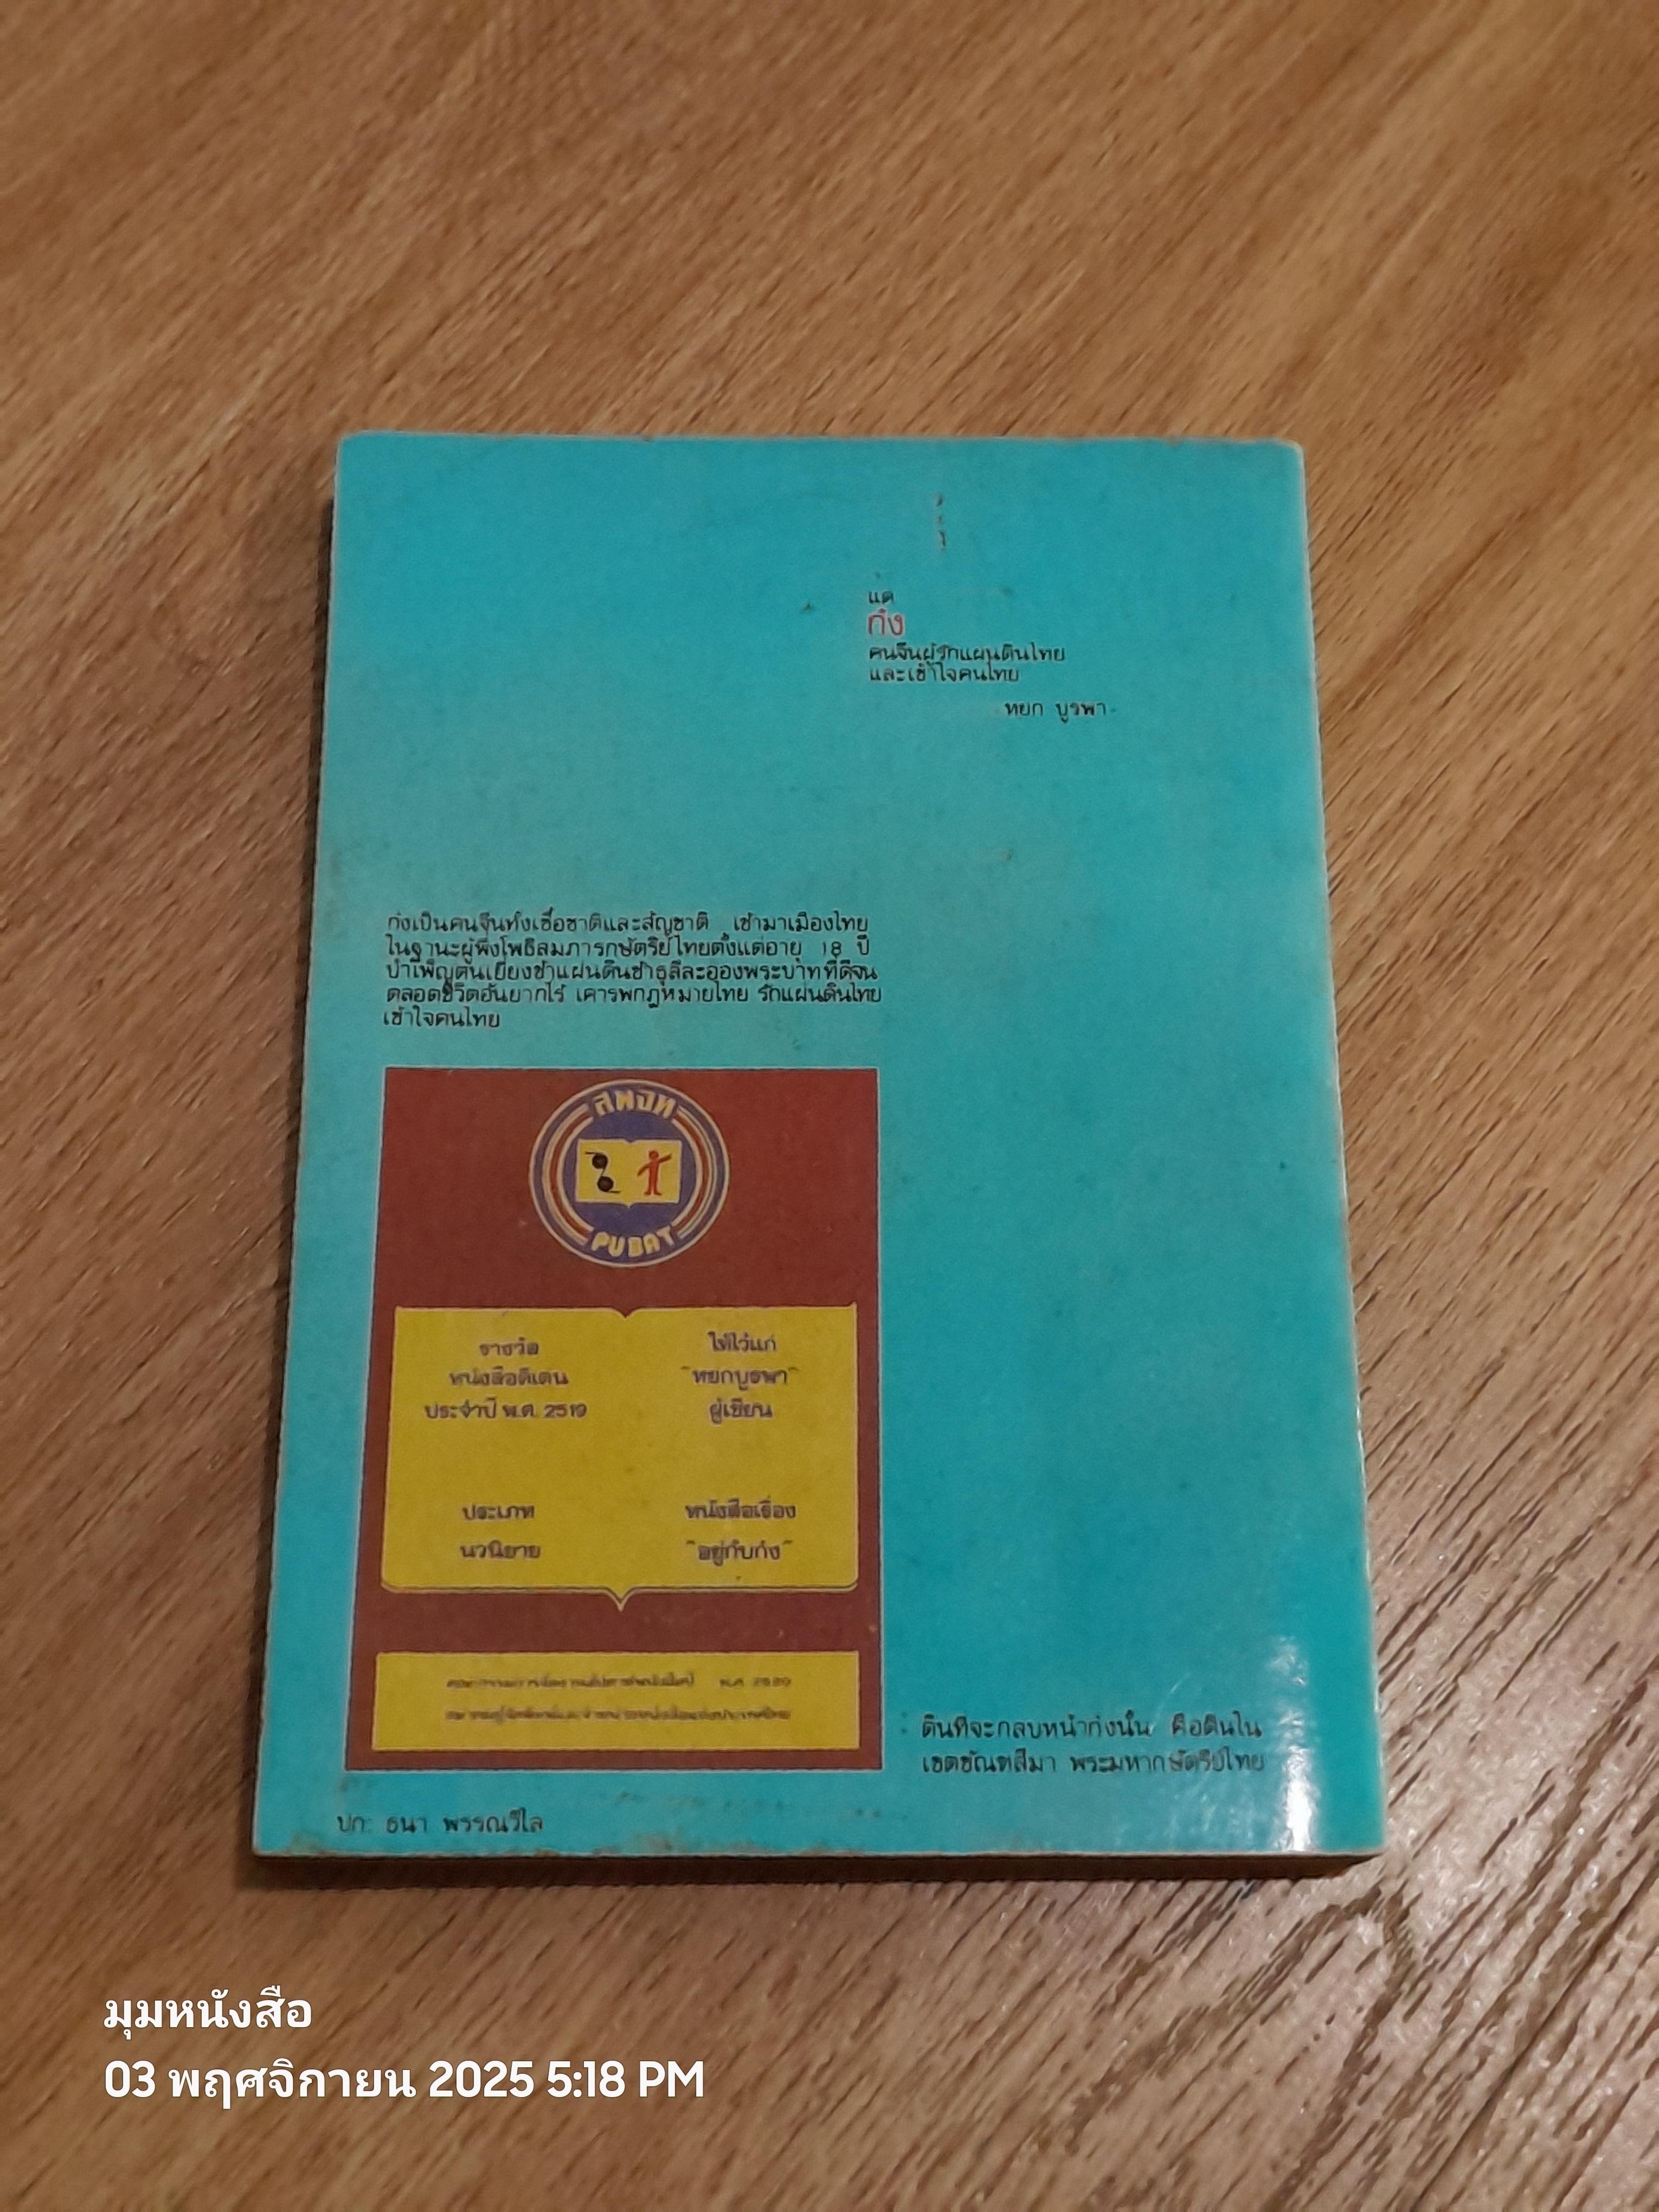 แด่
ก๋ง
คนจีนผู้รักแผ่นดินไทย
และเข้าใจคนไทย
หยก บูรพา
ก๋งเป็นคนจีนทั้งเชื้อชาติและสัญชาติ เข้ามาเมืองไทย
ในฐานะผู้พึ่งโพธิสมภารกษัตริย์ไทยตั้งแต่อายุ 18 ปี
บำเพ็ญตนเยี่ยงข้าแผ่นดินข้าธุลีละอองพระบาทที่ดีจน
ตลอดชีวิตอันยากไร้ เคารพกฎหมายไทย รักแผ่นดินไทย
เข้าใจคนไทย
สพจท
PUBAT
รางวัล
หนังสือดีเด่น
ประจำปี พ.ศ. 2519
ประเภท
นวนิยาย
ให้ไว้แก่
"หยกบูรพา"
ผู้เขียน
หนังสือเรื่อง
"อยู่กับก๋ง"
พ.ศ. 2520
ดินที่จะกลบหน้าก๋งนั้น คือดินใน
เขตขัณฑสีมา พระมหากษัตริย์ไทย
ปก: ธนา พรรณวิไล
มุมหนังสือ
03 พฤศจิกายน 2025 5:18 PM